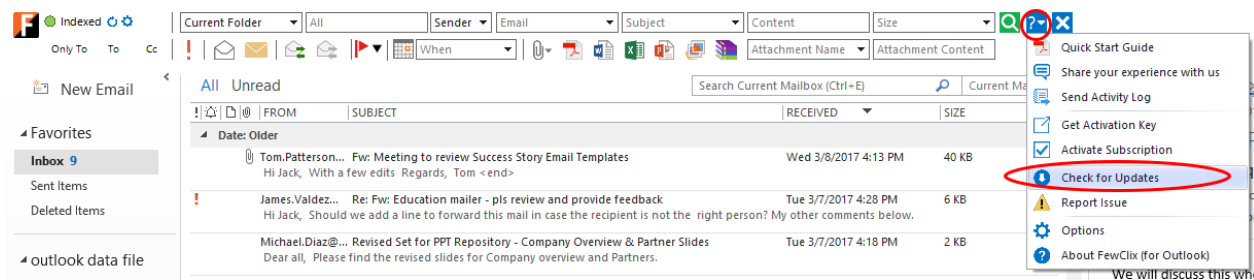 Indexed
Current Folder All Sender Email Subject Content Size
Only To To Cc When Attachment Name Attachment Content
Quick Start Guide
Share your experience with us
Send Activity Log
Get Activation Key
Activate Subscription
Check for Updates
Report Issue
Options
About FewClix (for Outlook)
New Email
Favorites
Inbox 9
Sent Items
Deleted Items
outlook data file
All Unread Search Current Mailbox (Ctrl+E) Current Ma
FROM SUBJECT RECEIVED SIZE
Date: Older
Tom.Patterson... Fw: Meeting to review Success Story Email Templates Wed 3/8/2017 4:13 PM 40 KB
Hi Jack, With a few edits Regards, Tom <end>
James.Valdez... Re: Fw: Education mailer - pls review and provide feedback Tue 3/7/2017 4:28 PM 6 KB
Hi Jack, Should we add a line to forward this mail in case the recipient is not the right person? My other comments below.
Michael.Diaz@... Revised Set for PPT Repository - Company Overview & Partner Slides Tue 3/7/2017 4:18 PM 2 KB
Dear all, Please find the revised slides for Company overview and Partners.
We will discuss this wh